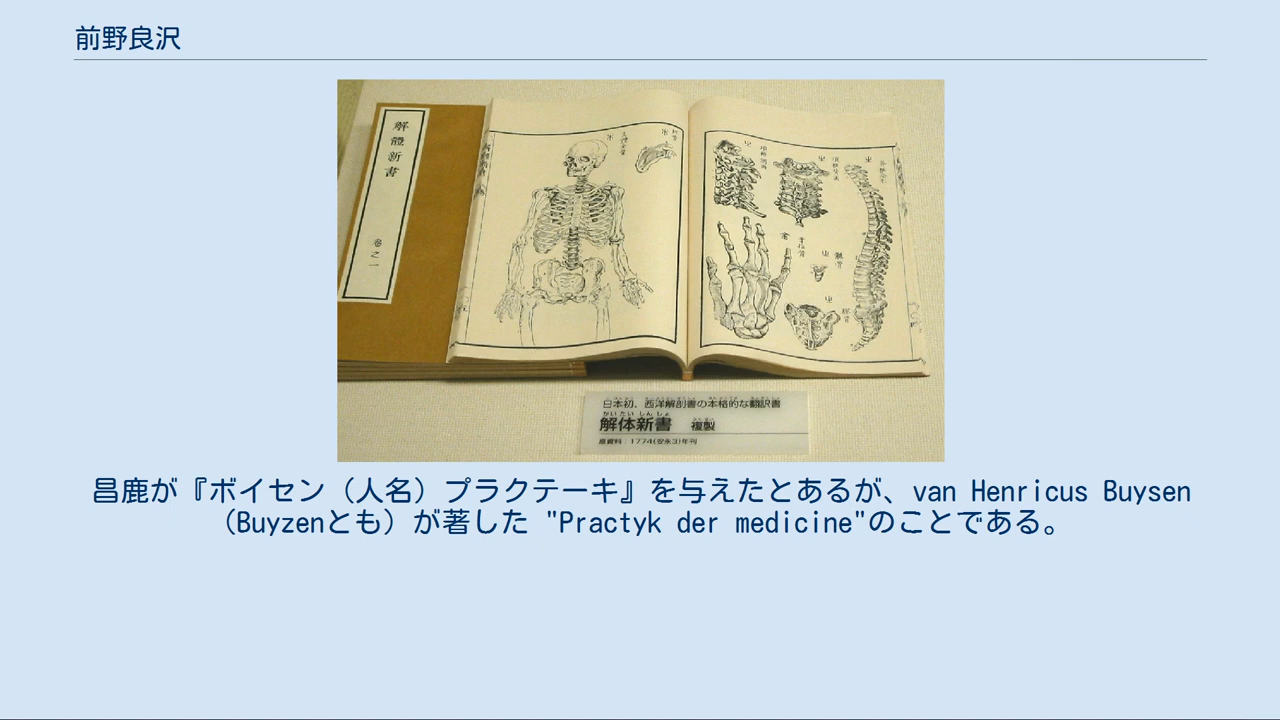 前野良沢
解體新書
巻之一
日本初、西洋解剖書の本格的な翻訳書
かいたいしんしょ
解体新書 複製
原資料：1774(安永3)年刊
昌鹿が『ボイセン（人名）プラクテーキ』を与えたとあるが、van Henricus Buysen
（Buyzenとも）が著した "Practyk der medicine"のことである。